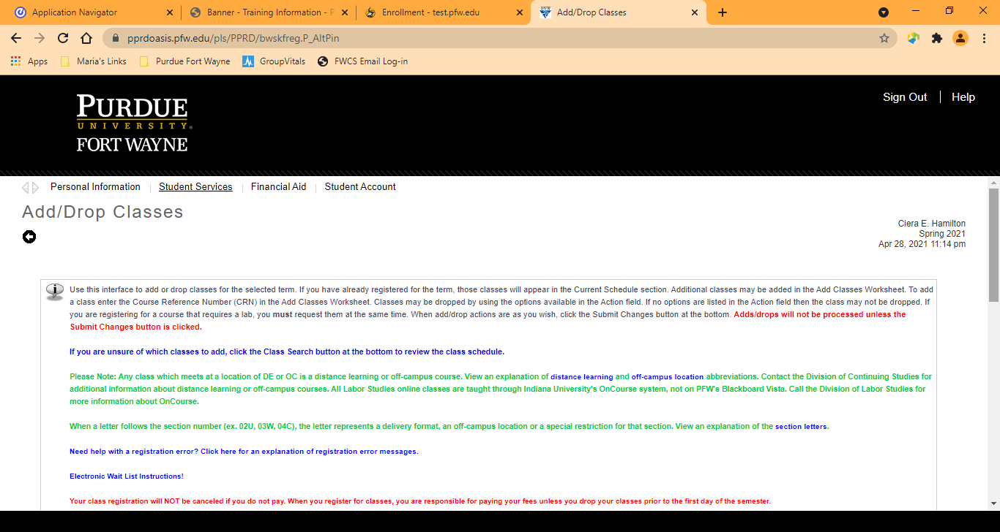 Application Navigator
Banner - Training Information - P
Enrollment - test.pfw.edu
Add/Drop Classes
pprdoasis.pfw.edu/pls/PPRD/bwskfreg.P_AltPin
Apps
Maria's Links
Purdue Fort Wayne
GroupVitals
FWCS Email Log-in
PURDUE
UNIVERSITY®
FORT WAYNE
Sign Out | Help
Personal Information | Student Services | Financial Aid | Student Account
Add/Drop Classes
Ciera E. Hamilton
Spring 2021
Apr 28, 2021 11:14 pm
Use this interface to add or drop classes for the selected term. If you have already registered for the term, those classes will appear in the Current Schedule section. Additional classes may be added in the Add Classes Worksheet. To add
a class enter the Course Reference Number (CRN) in the Add Classes Worksheet. Classes may be dropped by using the options available in the Action field. If no options are listed in the Action field then the class may not be dropped. If
you are registering for a course that requires a lab, you must request them at the same time. When add/drop actions are as you wish, click the Submit Changes button at the bottom. Adds/drops will not be processed unless the
Submit Changes button is clicked.
If you are unsure of which classes to add, click the Class Search button at the bottom to review the class schedule.
Please Note: Any class which meets at a location of DE or OC is a distance learning or off-campus course. View an explanation of distance learning and off-campus location abbreviations. Contact the Division of Continuing Studies for
additional information about distance learning or off-campus courses. All Labor Studies online classes are taught through Indiana University's OnCourse system, not on PFW's Blackboard Vista. Call the Division of Labor Studies for
more information about OnCourse.
When a letter follows the section number (ex. 02U, 03W, 04C), the letter represents a delivery format, an off-campus location or a special restriction for that section. View an explanation of the section letters.
Need help with a registration error? Click here for an explanation of registration error messages.
Electronic Wait List Instructions!
Your class registration will NOT be canceled if you do not pay. When you register for classes, you are responsible for paying your fees unless you drop your classes prior to the first day of the semester.